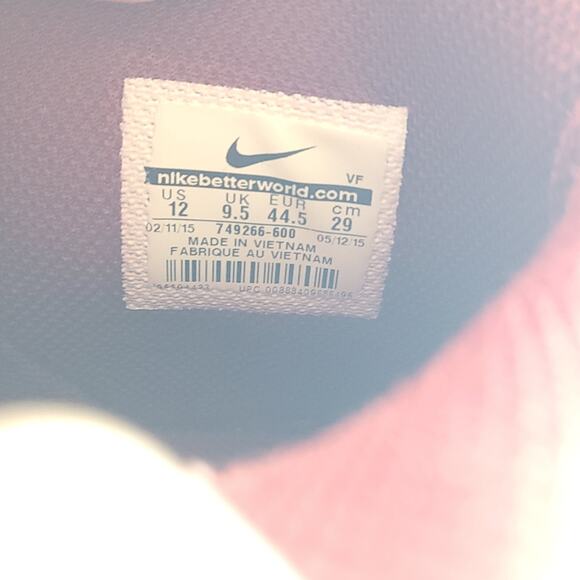 VF
nikebetterworld.com
US UK EUR cm
12 9.5 44.5 29
02/11/15 749266-600 05/12/15
MADE IN VIETNAM
FABRIQUE AU VIETNAM
UPC